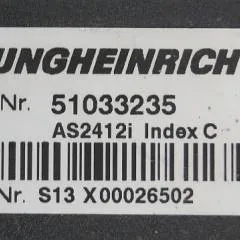 UNGHEINRICH
Nr. 51033235
AS2412i Index C
Nr. S13 X00026502